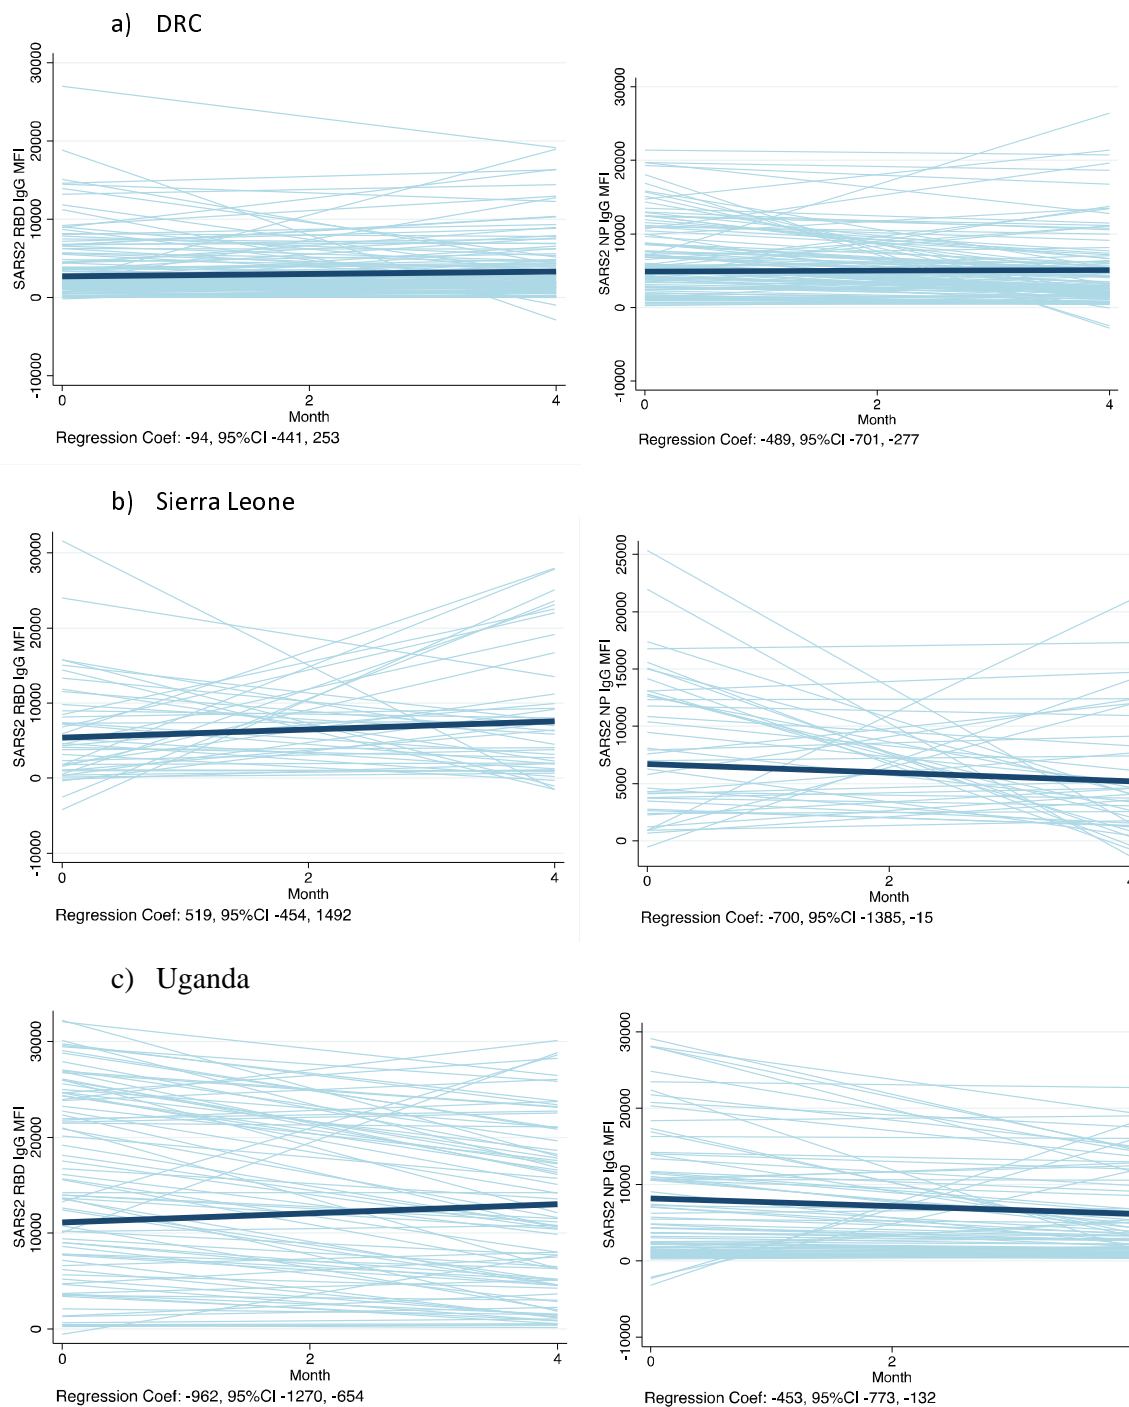 a) DRC
SARS2 RBD IgG MFI
30000
20000
10000
0
-10000
0 2 4
Month
Regression Coef: -94, 95%CI -441, 253
SARS2 NP IgG MFI
30000
20000
10000
0
-10000
0 2 4
Month
Regression Coef: -489, 95%CI -701, -277
b) Sierra Leone
SARS2 RBD IgG MFI
30000
20000
10000
0
-10000
0 2 4
Month
Regression Coef: 519, 95%CI -454, 1492
SARS2 NP IgG MFI
25000
20000
15000
10000
5000
0
0 2 4
Month
Regression Coef: -700, 95%CI -1385, -15
c) Uganda
SARS2 RBD IgG MFI
30000
20000
10000
0
0 2 4
Month
Regression Coef: -962, 95%CI -1270, -654
SARS2 NP IgG MFI
30000
20000
10000
0
-10000
0 2
Month
Regression Coef: -453, 95%CI -773, -132